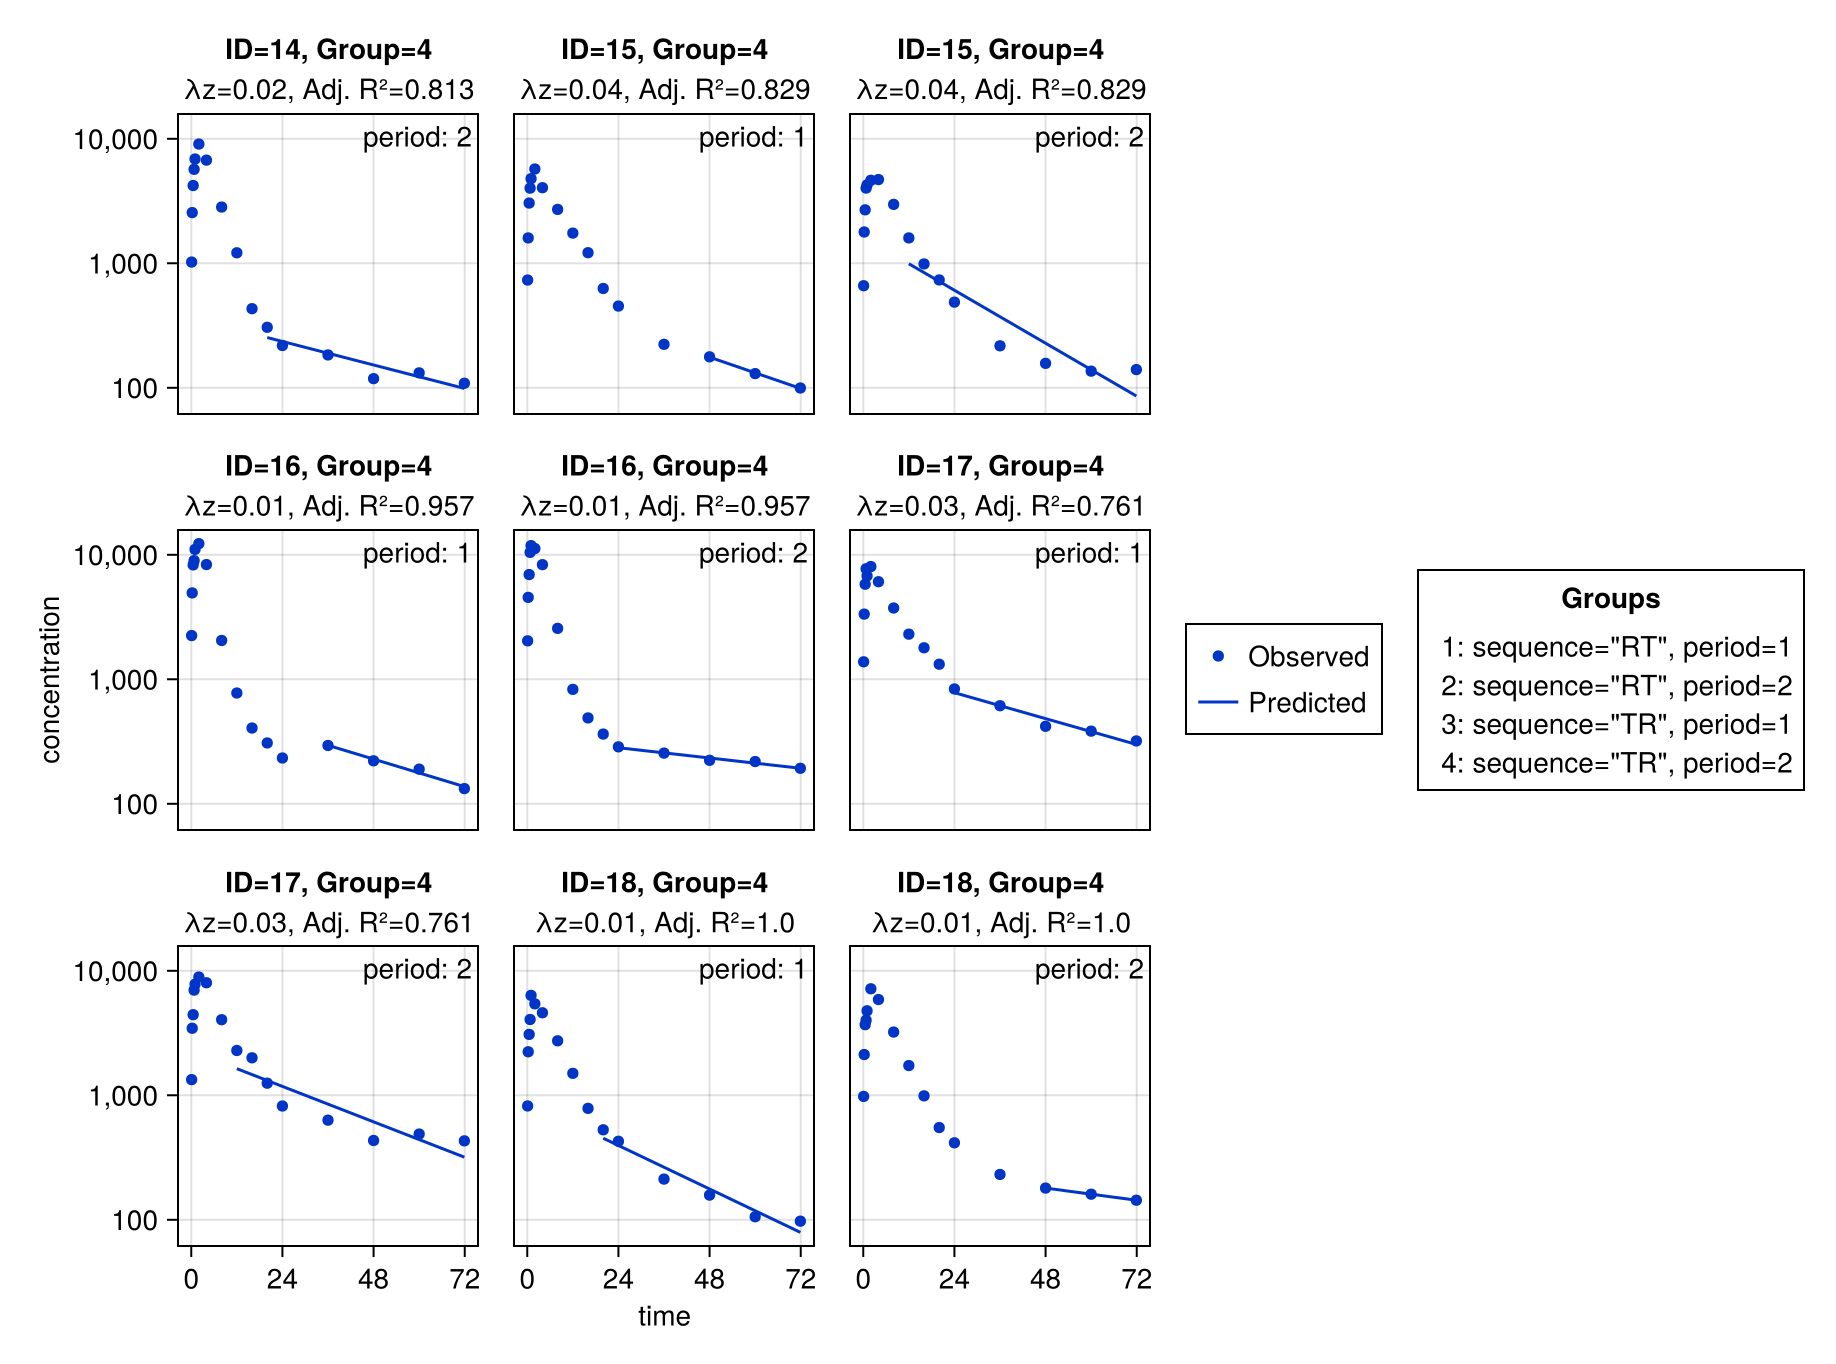 ID=14, Group=4
λz=0.02, Adj. R²=0.813
period: 2
ID=15, Group=4
λz=0.04, Adj. R²=0.829
period: 1
ID=15, Group=4
λz=0.04, Adj. R²=0.829
period: 2
10,000
1,000
100
ID=16, Group=4
λz=0.01, Adj. R²=0.957
period: 1
ID=16, Group=4
λz=0.01, Adj. R²=0.957
period: 2
ID=17, Group=4
λz=0.03, Adj. R²=0.761
period: 1
10,000
1,000
100
concentration
ID=17, Group=4
λz=0.03, Adj. R²=0.761
period: 2
ID=18, Group=4
λz=0.01, Adj. R²=1.0
period: 1
ID=18, Group=4
λz=0.01, Adj. R²=1.0
period: 2
10,000
1,000
100
0 24 48 72
0 24 48 72
0 24 48 72
time
Observed
Predicted
Groups
1: sequence="RT", period=1
2: sequence="RT", period=2
3: sequence="TR", period=1
4: sequence="TR", period=2